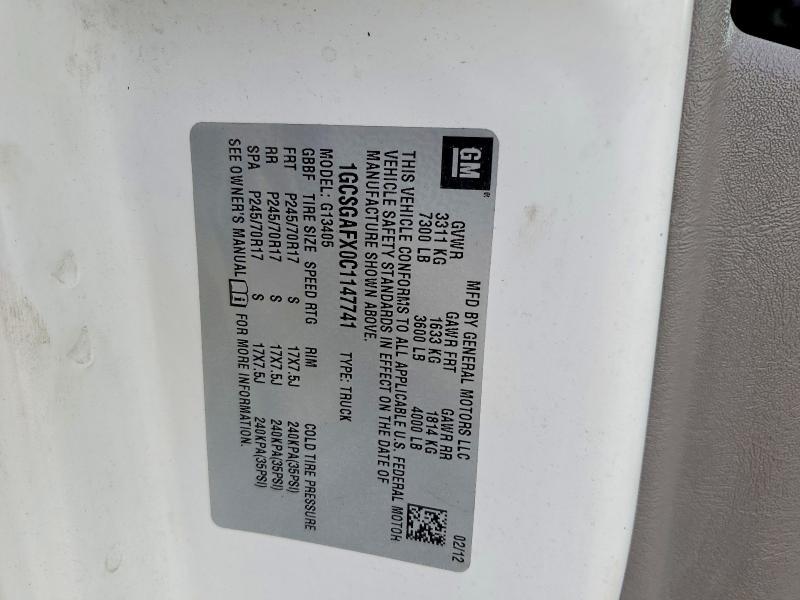 GM®
MFD BY GENERAL MOTORS LLC 02/12
GVWR GAWR FRT GAWR RR
3311 KG 1633 KG 1814 KG
7300 LB 3600 LB 4000 LB
THIS VEHICLE CONFORMS TO ALL APPLICABLE U.S. FEDERAL MOTOR
VEHICLE SAFETY STANDARDS IN EFFECT ON THE DATE OF
MANUFACTURE SHOWN ABOVE.
1GCSGAFX0C1147741 TYPE: TRUCK
MODEL: G13405
GBBF TIRE SIZE SPEED RTG RIM COLD TIRE PRESSURE
FRT P245/70R17 S 17X7.5J 240KPA(35PSI)
RR P245/70R17 S 17X7.5J 240KPA(35PSI)
SPA P245/70R17 S 17X7.5J 240KPA(35PSI)
SEE OWNER'S MANUAL i FOR MORE INFORMATION.